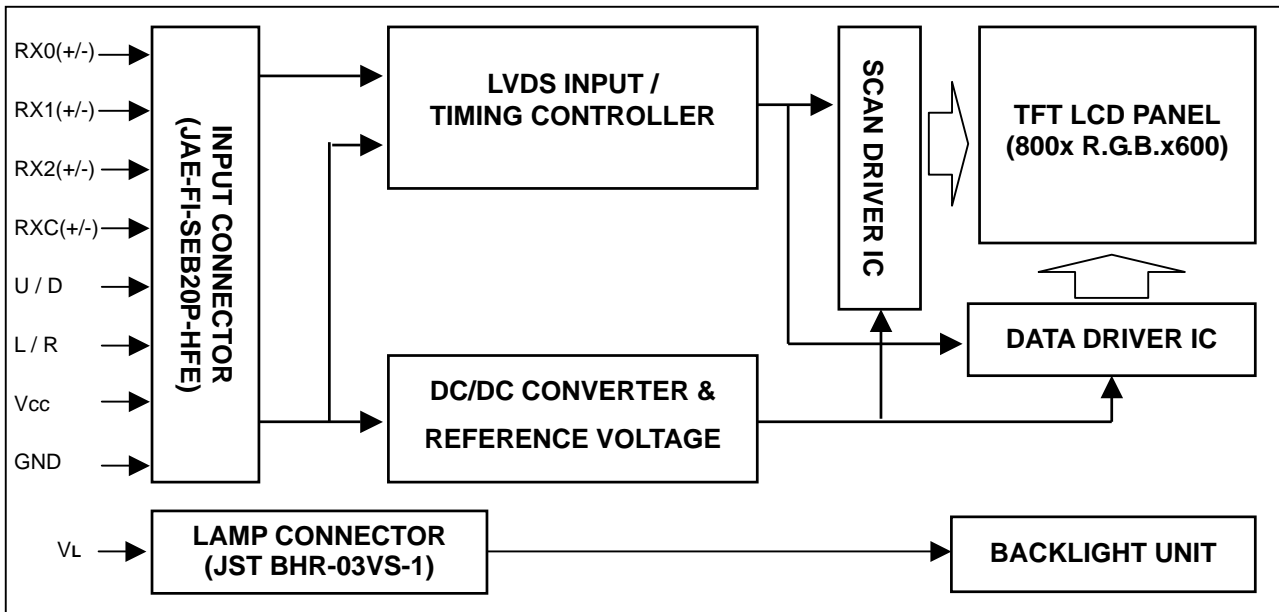 RX0(+/-)
RX1(+/-)
RX2(+/-)
RXC(+/-)
U / D
L / R
Vcc
GND
VL
INPUT CONNECTOR
(JAE-FI-SEB20P-HFE)
LVDS INPUT /
TIMING CONTROLLER
DC/DC CONVERTER &
REFERENCE VOLTAGE
SCAN DRIVER IC
TFT LCD PANEL
(800x R.G.B.x600)
DATA DRIVER IC
LAMP CONNECTOR
(JST BHR-03VS-1)
BACKLIGHT UNIT